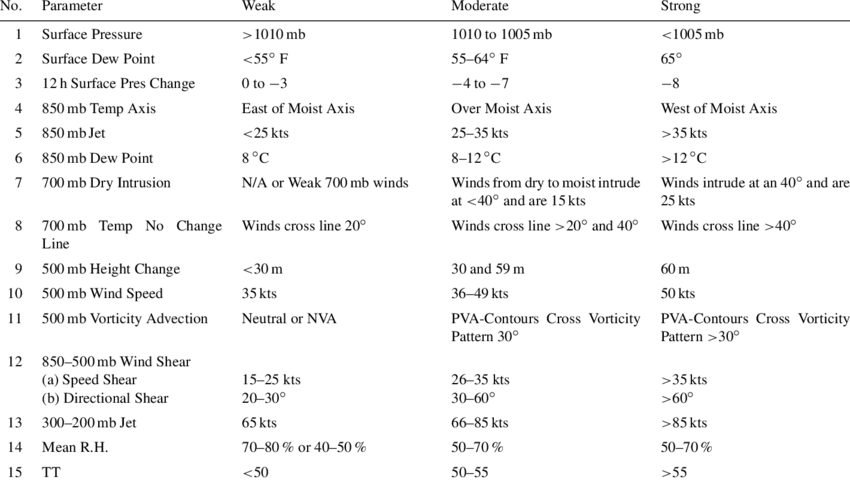 No. Parameter Weak Moderate Strong
1 Surface Pressure >1010 mb 1010 to 1005 mb <1005 mb
2 Surface Dew Point <55° F 55–64° F 65°
3 12 h Surface Pres Change 0 to −3 −4 to −7 −8
4 850 mb Temp Axis East of Moist Axis Over Moist Axis West of Moist Axis
5 850 mb Jet <25 kts 25–35 kts >35 kts
6 850 mb Dew Point 8 °C 8–12 °C >12 °C
7 700 mb Dry Intrusion N/A or Weak 700 mb winds Winds from dry to moist intrude Winds intrude at an 40° and are
at <40° and are 15 kts 25 kts
8 700 mb Temp No Change Winds cross line 20° Winds cross line >20° and 40° Winds cross line >40°
Line
9 500 mb Height Change <30 m 30 and 59 m 60 m
10 500 mb Wind Speed 35 kts 36–49 kts 50 kts
11 500 mb Vorticity Advection Neutral or NVA PVA-Contours Cross Vorticity PVA-Contours Cross Vorticity
Pattern 30° Pattern >30°
12 850–500 mb Wind Shear
(a) Speed Shear 15–25 kts 26–35 kts >35 kts
(b) Directional Shear 20–30° 30–60° >60°
13 300–200 mb Jet 65 kts 66–85 kts >85 kts
14 Mean R.H. 70–80 % or 40–50 % 50–70 % 50–70 %
15 TT <50 50–55 >55